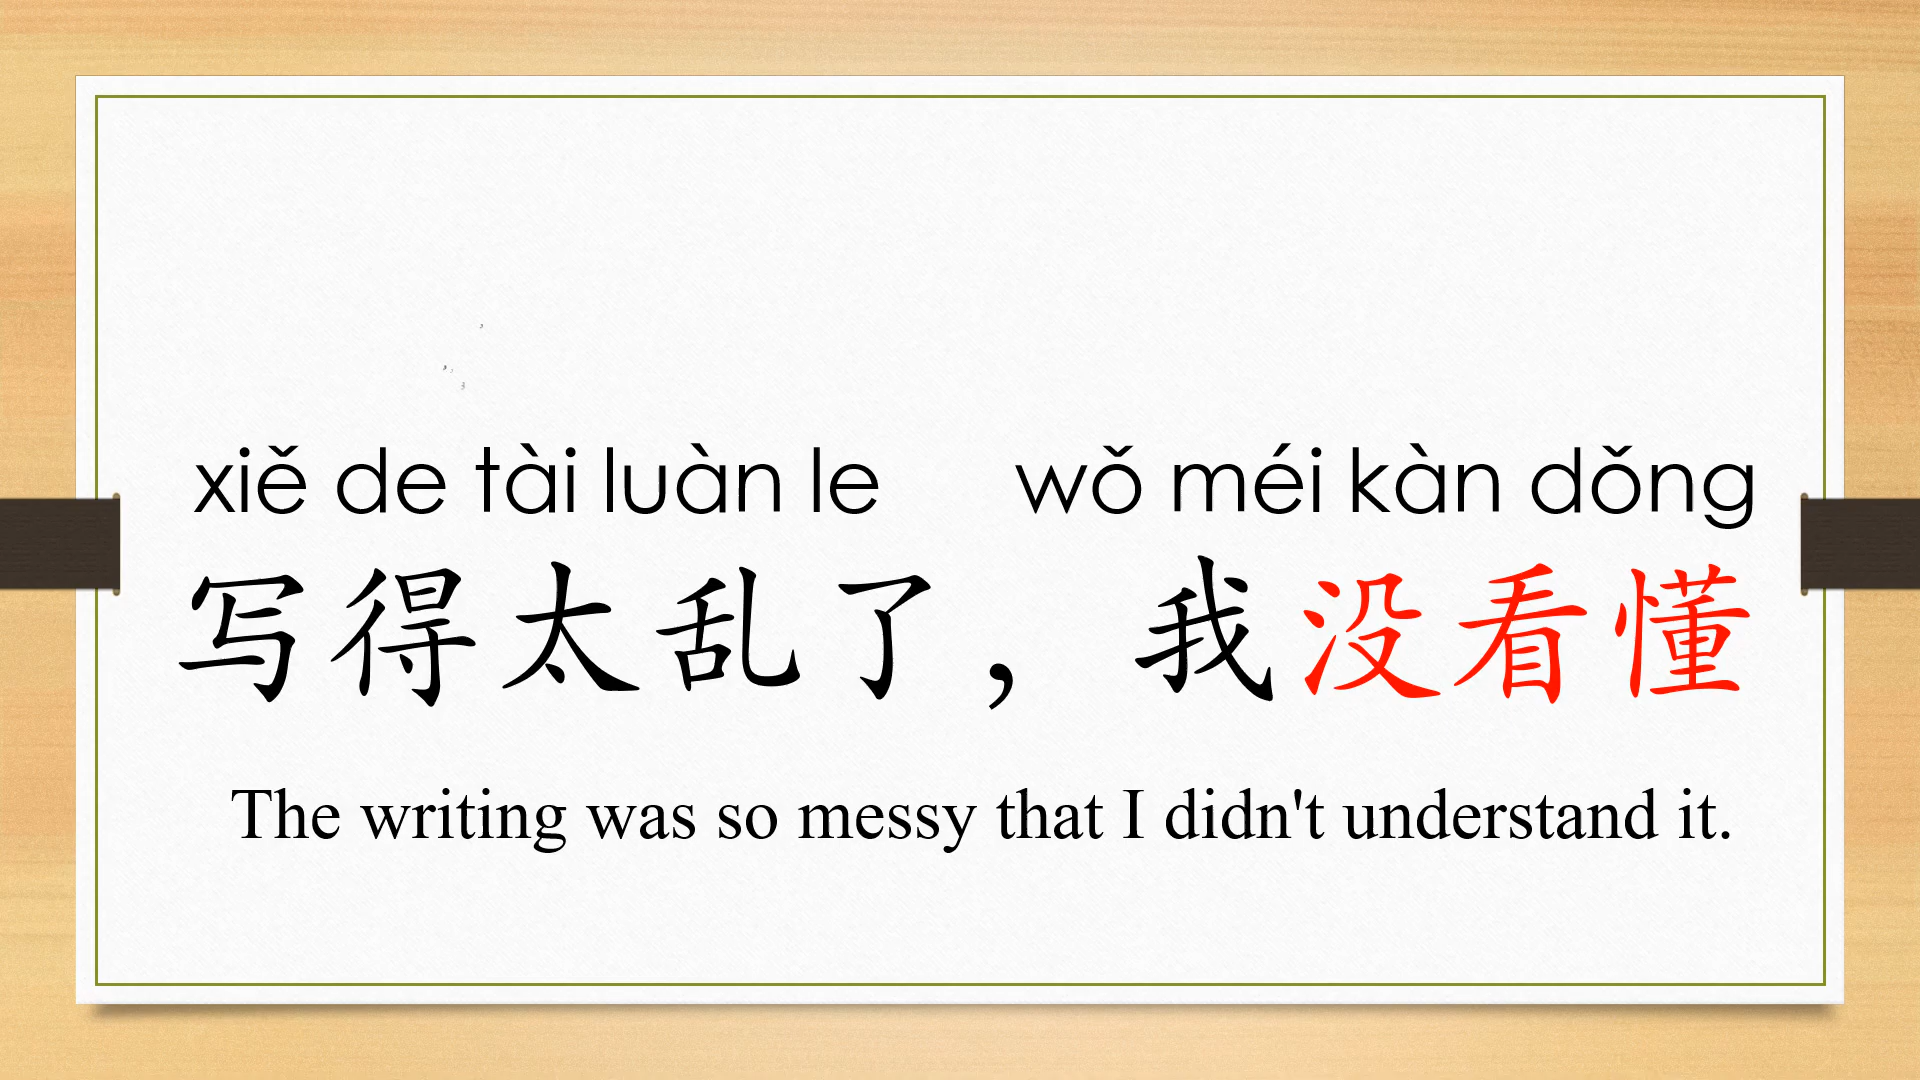 xiě de tài luàn le wǒ méi kàn dǒng
写得太乱了，我没看懂
The writing was so messy that I didn't understand it.